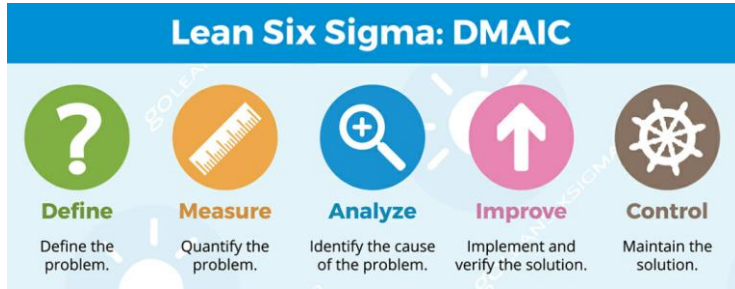 Lean Six Sigma: DMAIC
Define
Define the
problem.
Measure
Quantify the
problem.
Analyze
Identify the cause
of the problem.
Improve
Implement and
verify the solution.
Control
Maintain the
solution.